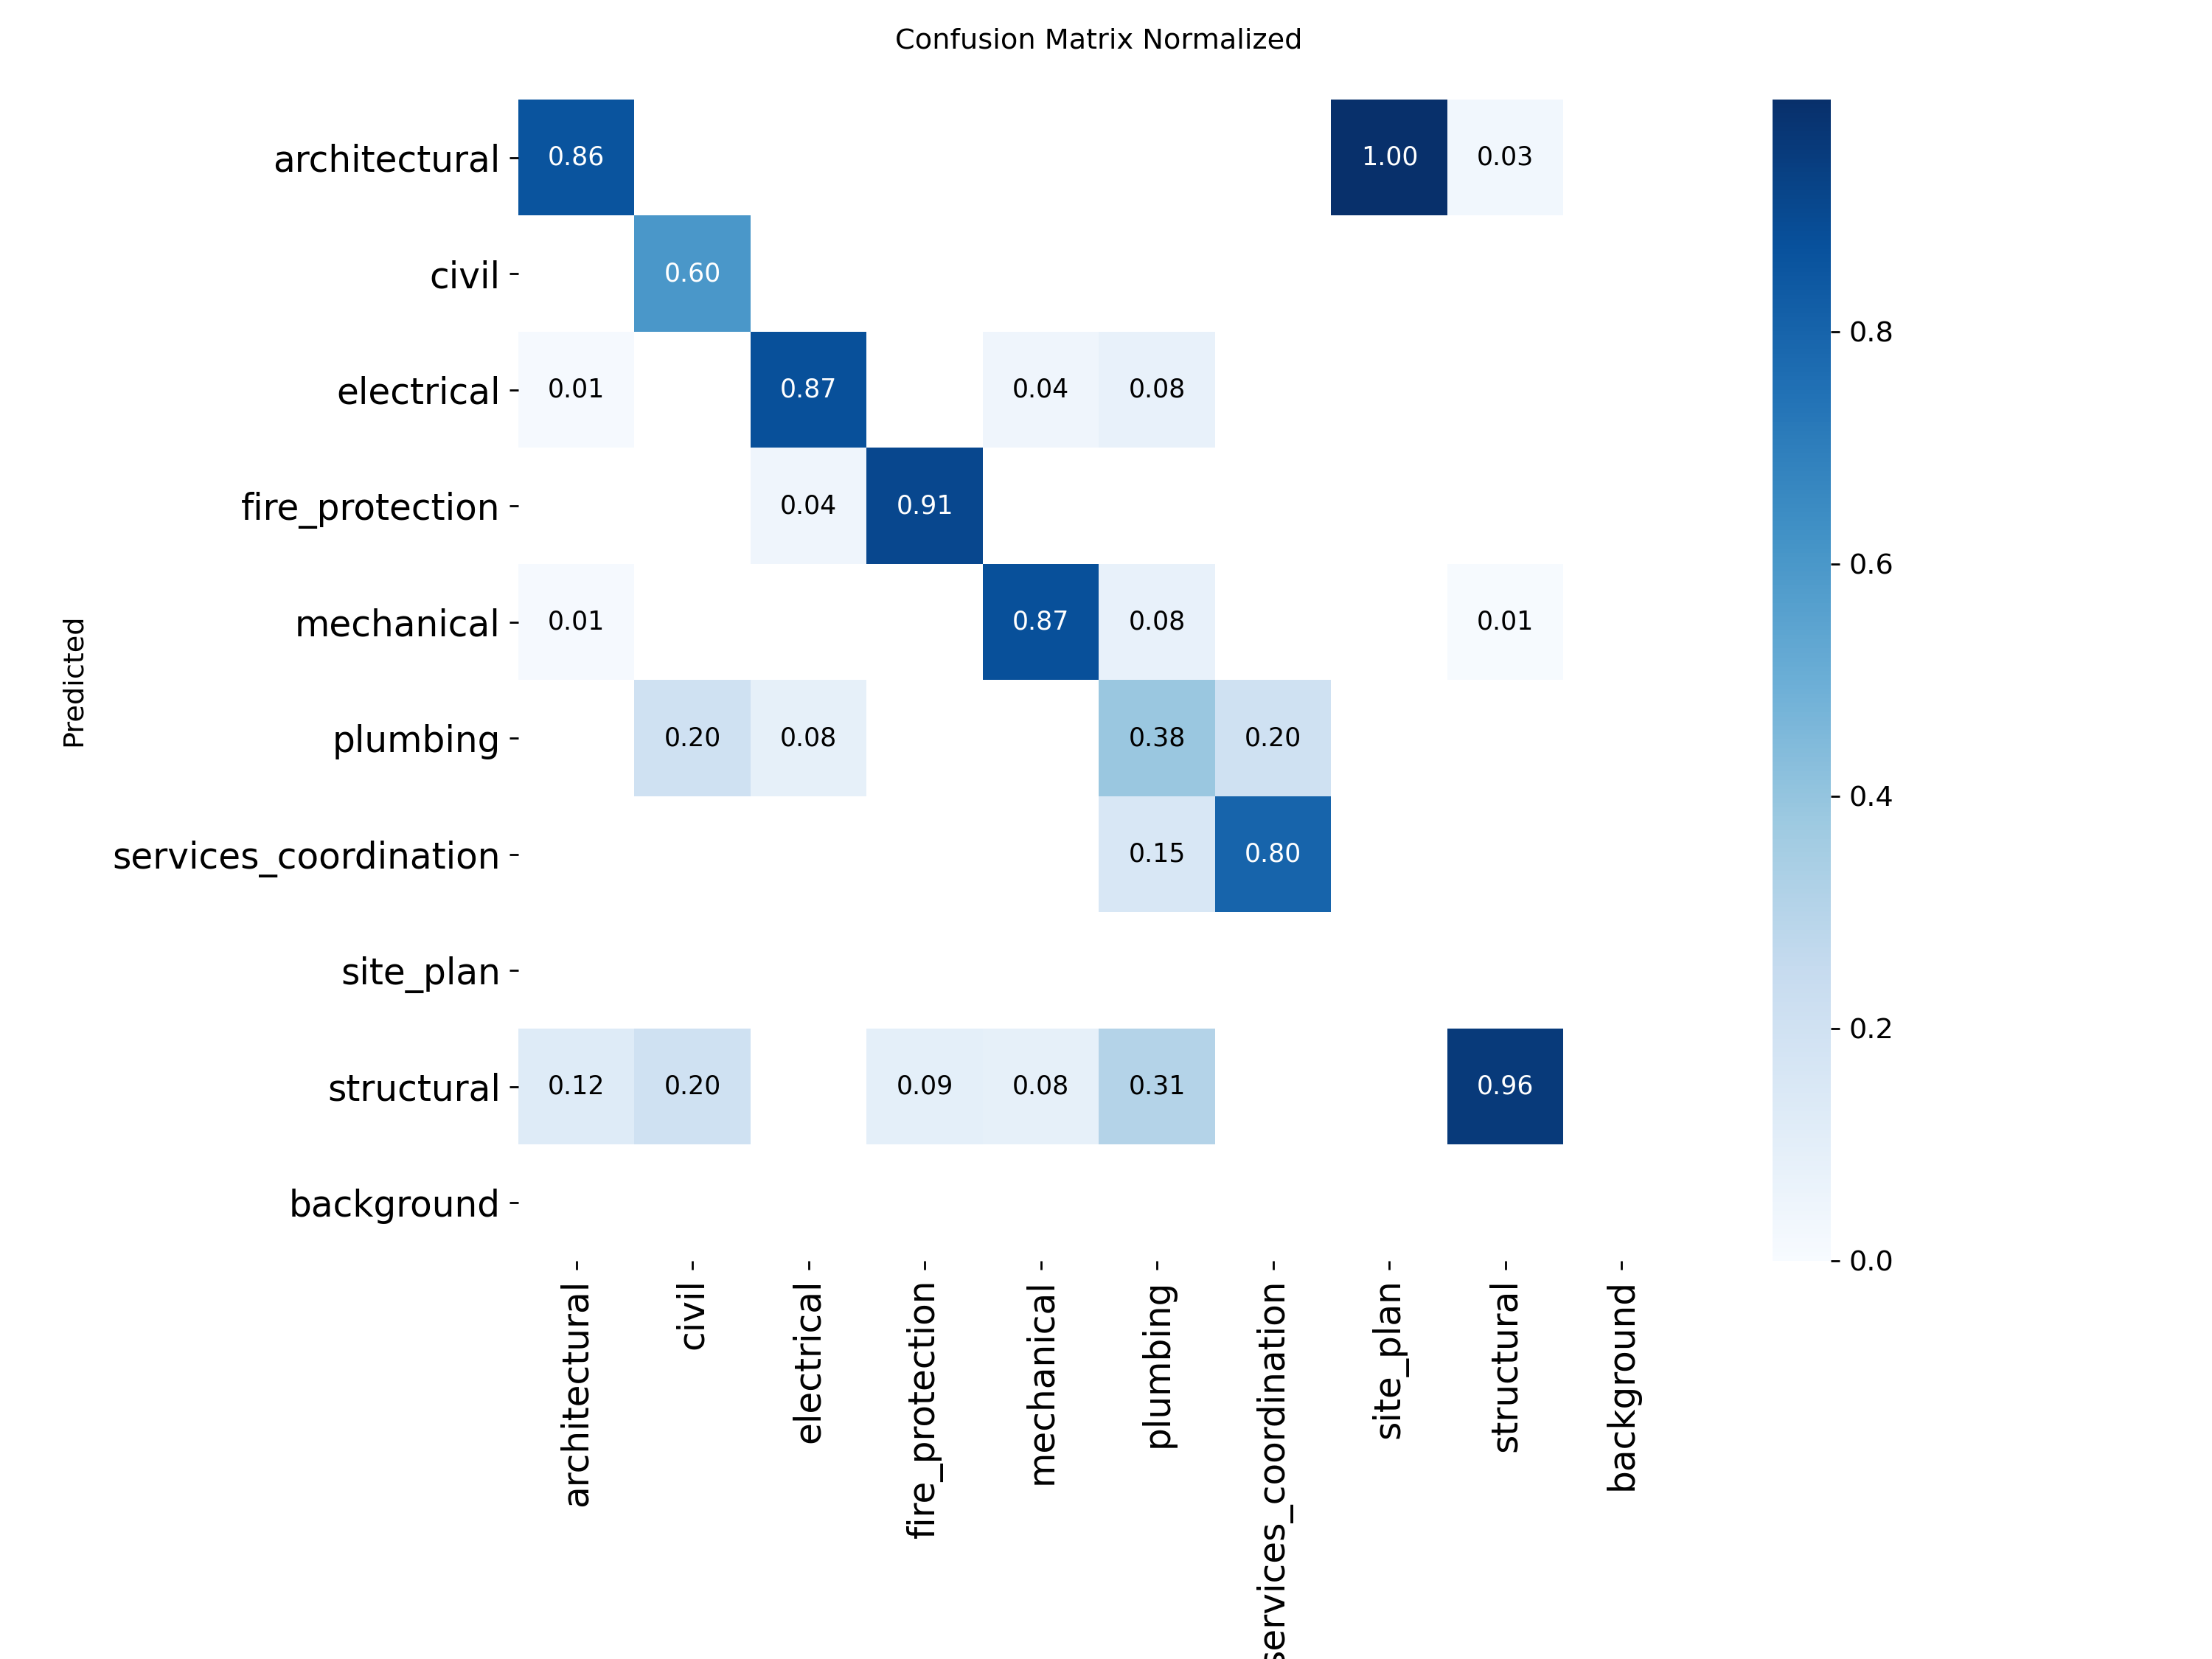 Confusion Matrix Normalized
architectural
0.86
1.00
0.03
civil
0.60
electrical
0.01
0.87
0.04
0.08
0.8
fire_protection
0.04
0.91
mechanical
0.01
0.87
0.08
0.01
0.6
Predicted
plumbing
0.20
0.08
0.38
0.20
0.4
services_coordination
0.15
0.80
site_plan
structural
0.12
0.20
0.09
0.08
0.31
0.96
0.2
background
0.0
architectural
civil
electrical
fire_protection
mechanical
plumbing
services_coordination
site_plan
structural
background